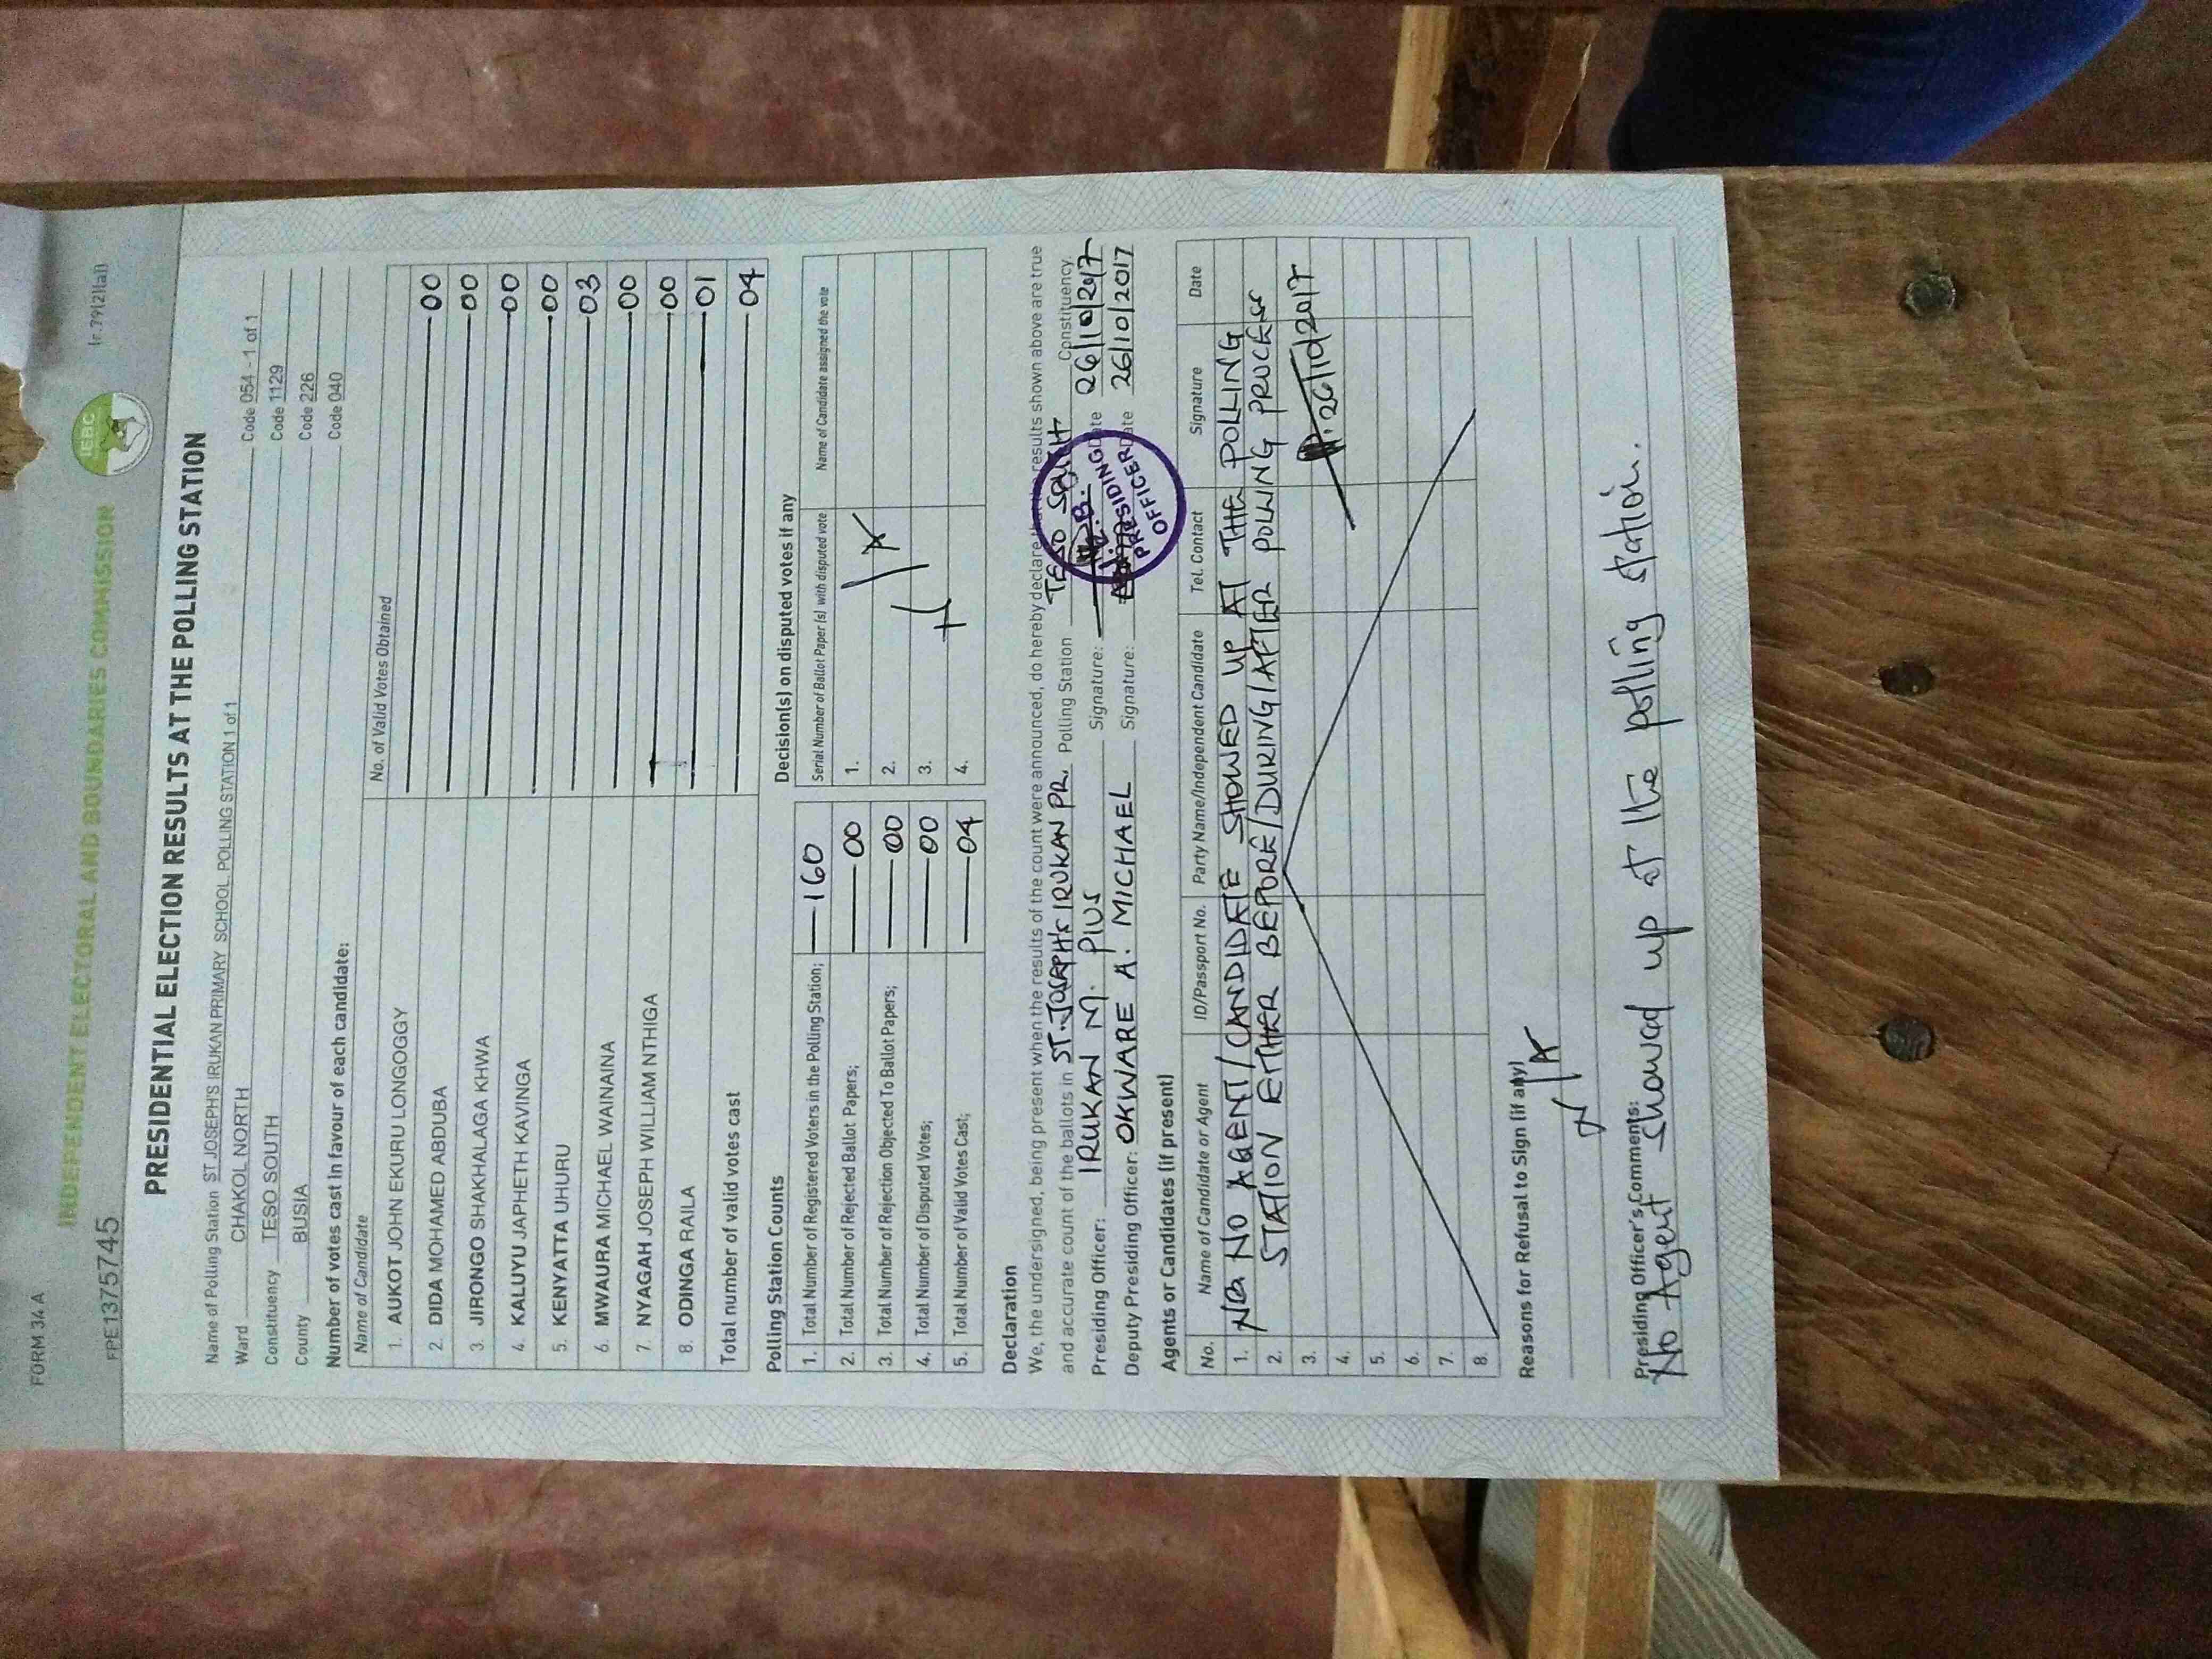 FORM 34 A
INDEPENDENT ELECTORAL AND BOUNDARIES COMMISSION
IEBC
(r.79(2)(a))
FPE1375745
PRESIDENTIAL ELECTION RESULTS AT THE POLLING STATION
Name of Polling Station ST JOSEPH'S IRUKAN PRIMARY SCHOOL POLLING STATION 1 of 1 Code 054 - 1 of 1
Ward CHAKOL NORTH Code 1129
Constituency TESO SOUTH Code 226
County BUSIA Code 040
Number of votes cast in favour of each candidate:
Name of Candidate No. of Valid Votes Obtained
1. AUKOT JOHN EKURU LONGOGGY 00
2. DIDA MOHAMED ABDUBA 00
3. JIRONGO SHAKHALAGA KHWA 00
4. KALUYU JAPHETH KAVINGA 00
5. KENYATTA UHURU 03
6. MWAURA MICHAEL WAINAINA 00
7. NYAGAH JOSEPH WILLIAM NTHIGA 00
8. ODINGA RAILA 01
Total number of valid votes cast 04
Polling Station Counts
1. Total Number of Registered Voters in the Polling Station; 160
2. Total Number of Rejected Ballot Papers; 00
3. Total Number of Rejection Objected To Ballot Papers; 00
4. Total Number of Disputed Votes; 00
5. Total Number of Valid Votes Cast; 04
Decision(s) on disputed votes if any
Serial Number of Ballot Paper (s) with disputed vote Name of Candidate assigned the vote
1.
2.
3.
4.
N/A
Declaration
We, the undersigned, being present when the results of the count were announced, do hereby declare that the results shown above are true
and accurate count of the ballots in ST. JOSEPH'S IRUKAN PR. Polling Station TESO SOUTH Constituency.
Presiding Officer: IRUKAN M. PIUS Signature: Date 26/10/2017
Deputy Presiding Officer: OKWARE A. MICHAEL Signature: Date 26/10/2017
PRESIDING
OFFICER
Agents or Candidates (if present)
No. Name of Candidate or Agent ID/Passport No. Party Name/Independent Candidate Tel. Contact Signature Date
1. NO AGENT/CANDIDATE SHOWED UP AT THE POLLING
2. STATION EITHER BEFORE/DURING/AFTER POLLING PROCESS
3. 26/10/2017
4.
5.
6.
7.
8.
Reasons for Refusal to Sign (if any)
N/A
Presiding Officer's Comments:
No Agent showed up at the polling station.